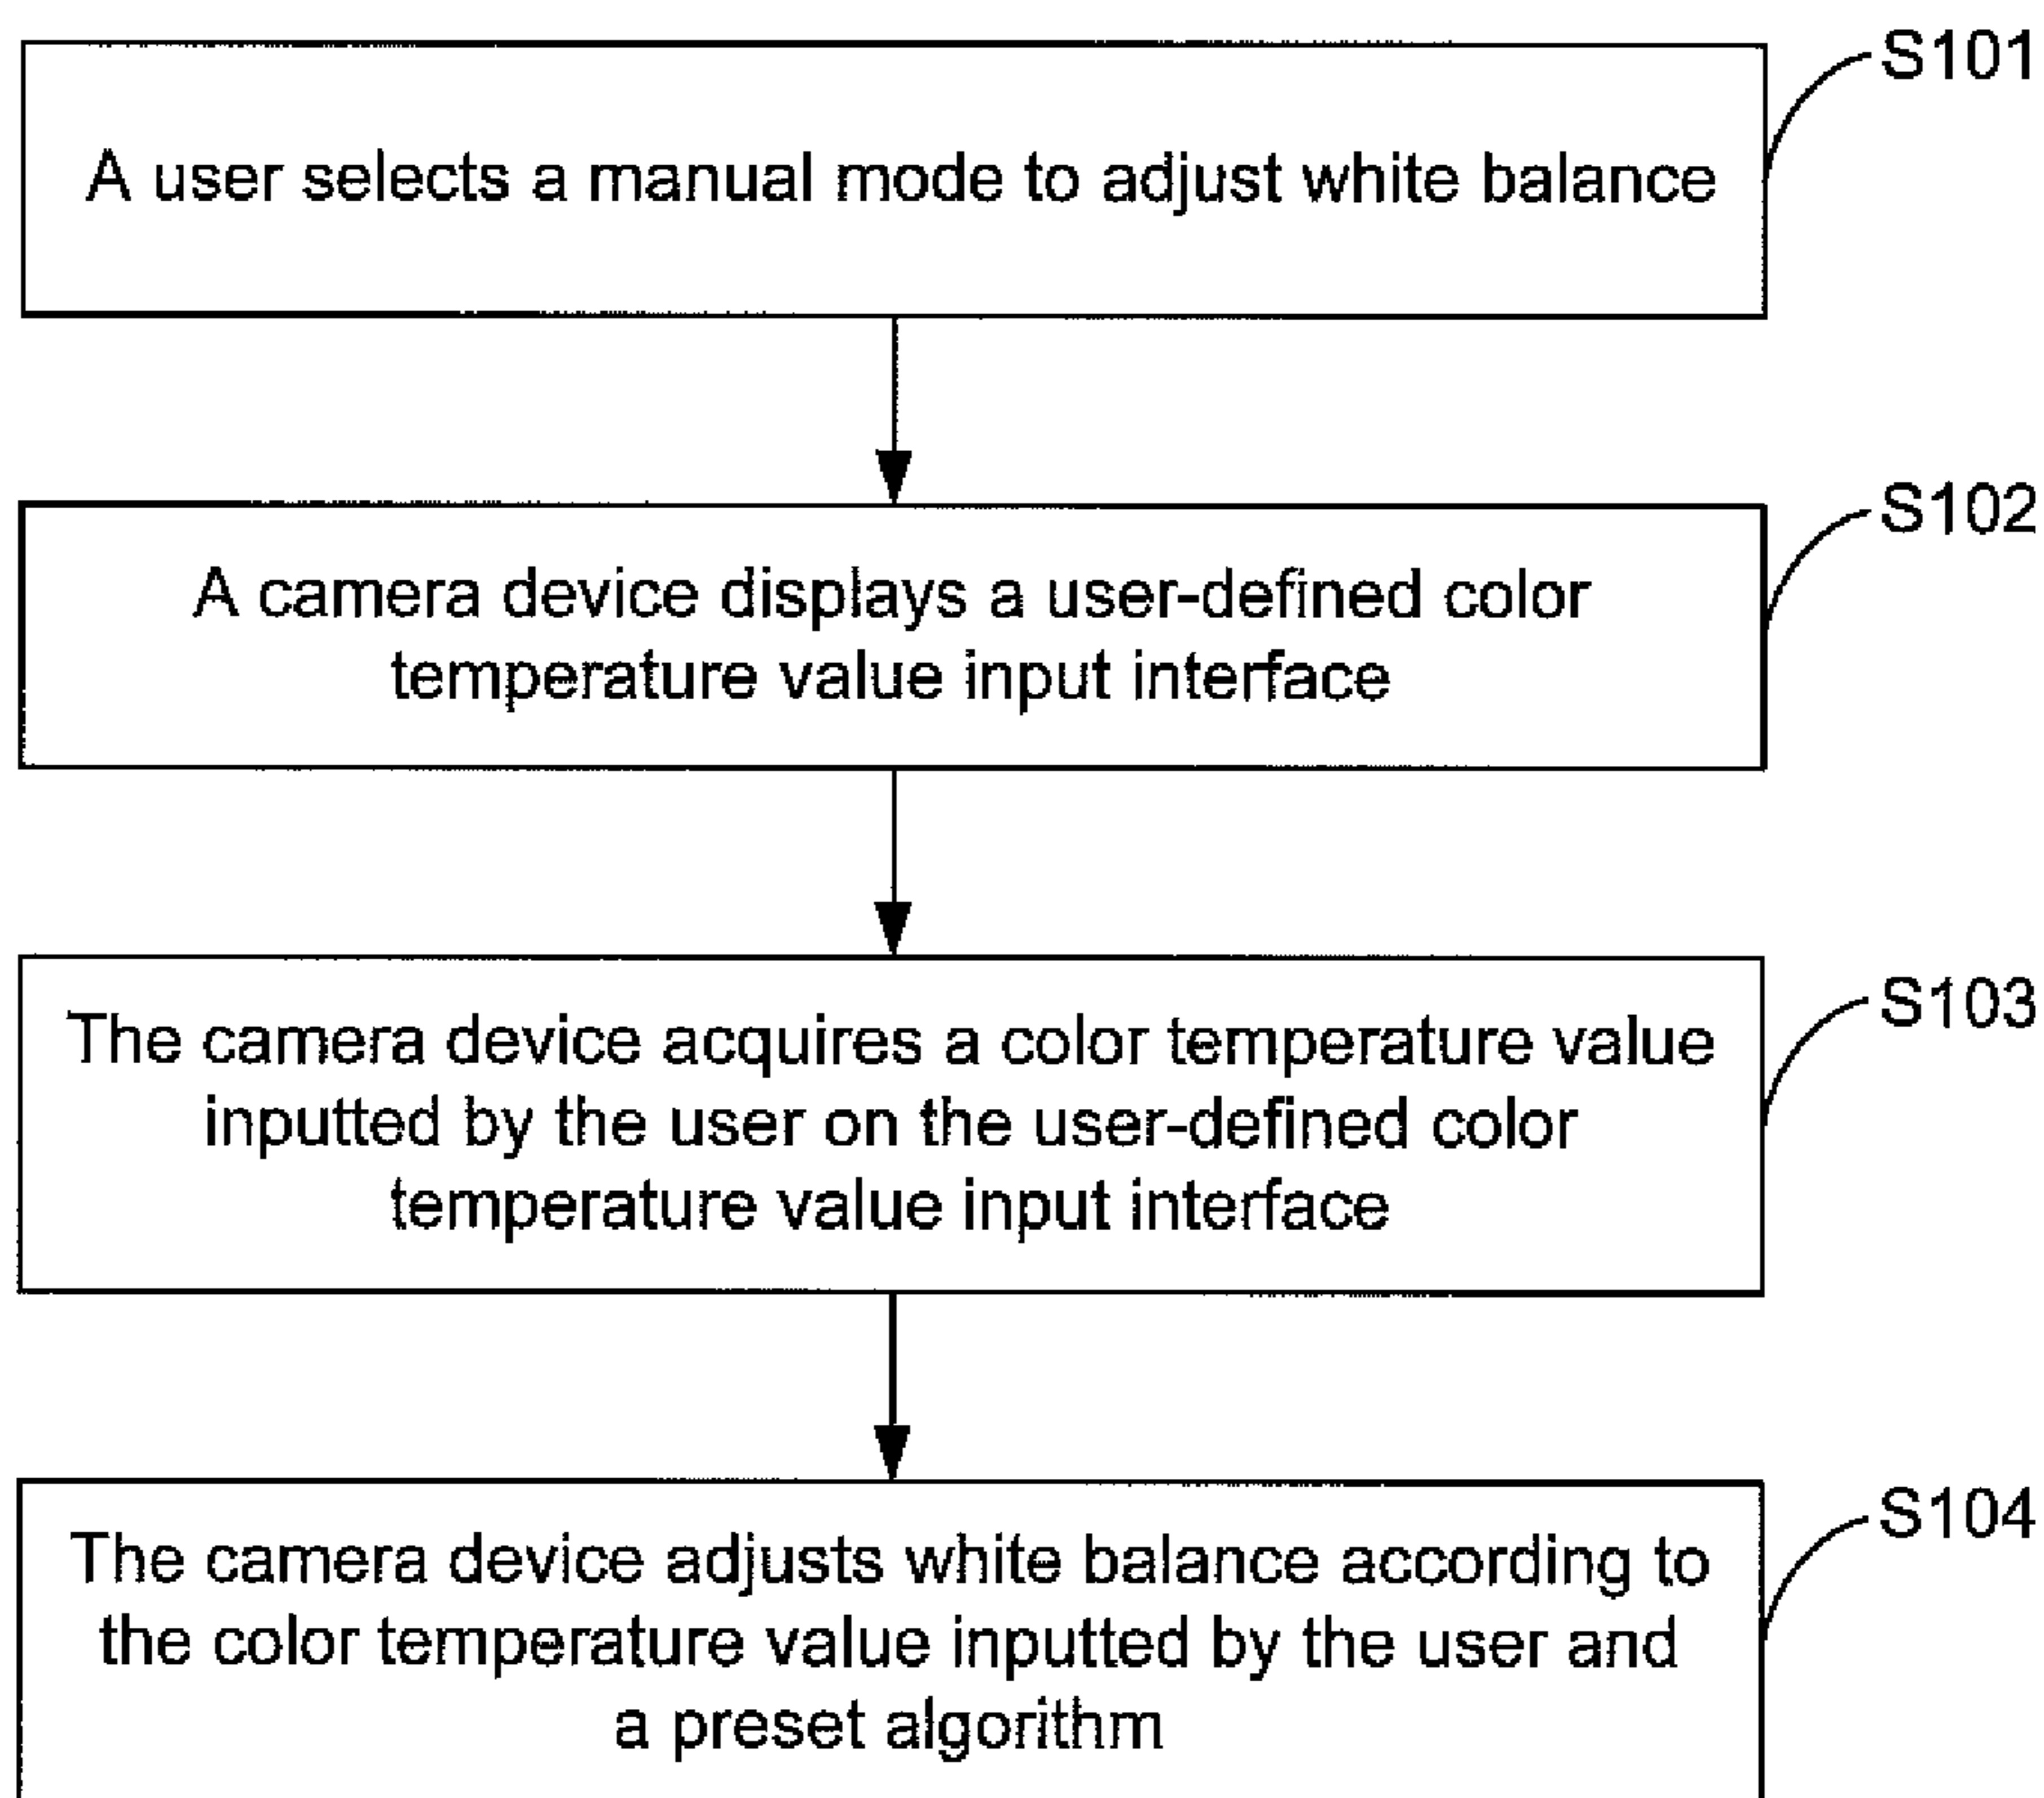 S101
A user selects a manual mode to adjust white balance
S102
A camera device displays a user-defined color
temperature value input interface
S103
The camera device acquires a color temperature value
inputted by the user on the user-defined color
temperature value input interface
S104
The camera device adjusts white balance according to
the color temperature value inputted by the user and
a preset algorithm